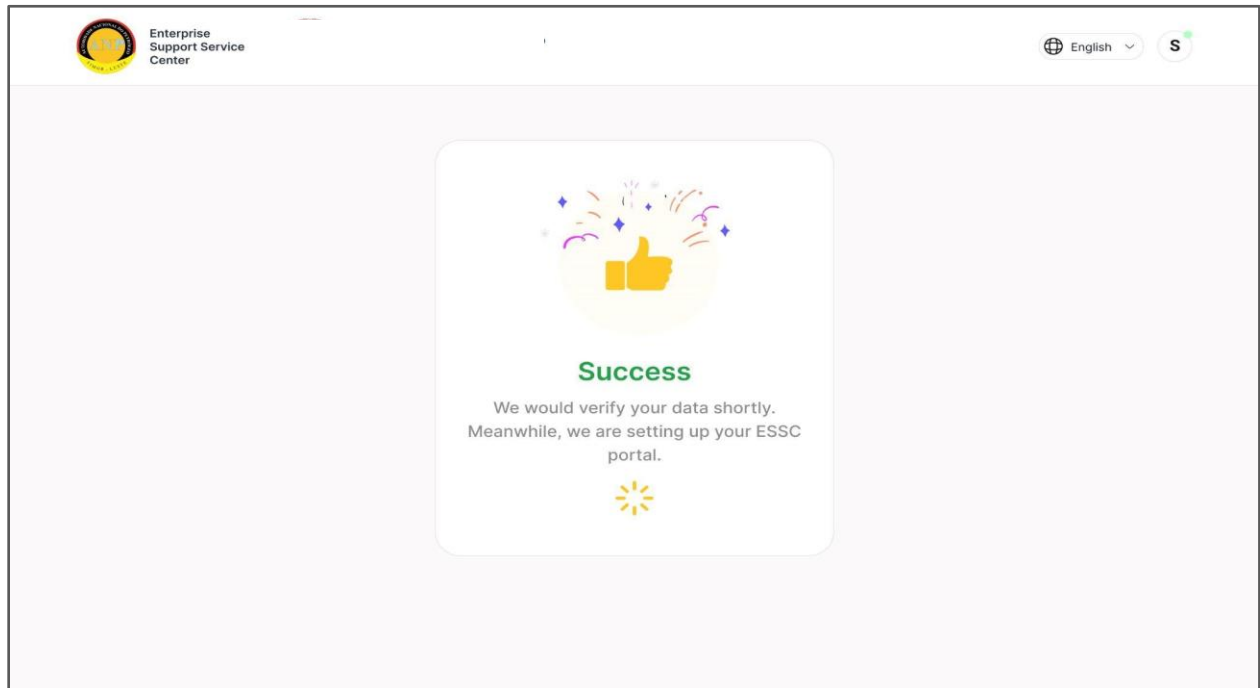 Enterprise
Support Service
Center
English
S
Success
We would verify your data shortly.
Meanwhile, we are setting up your ESSC
portal.